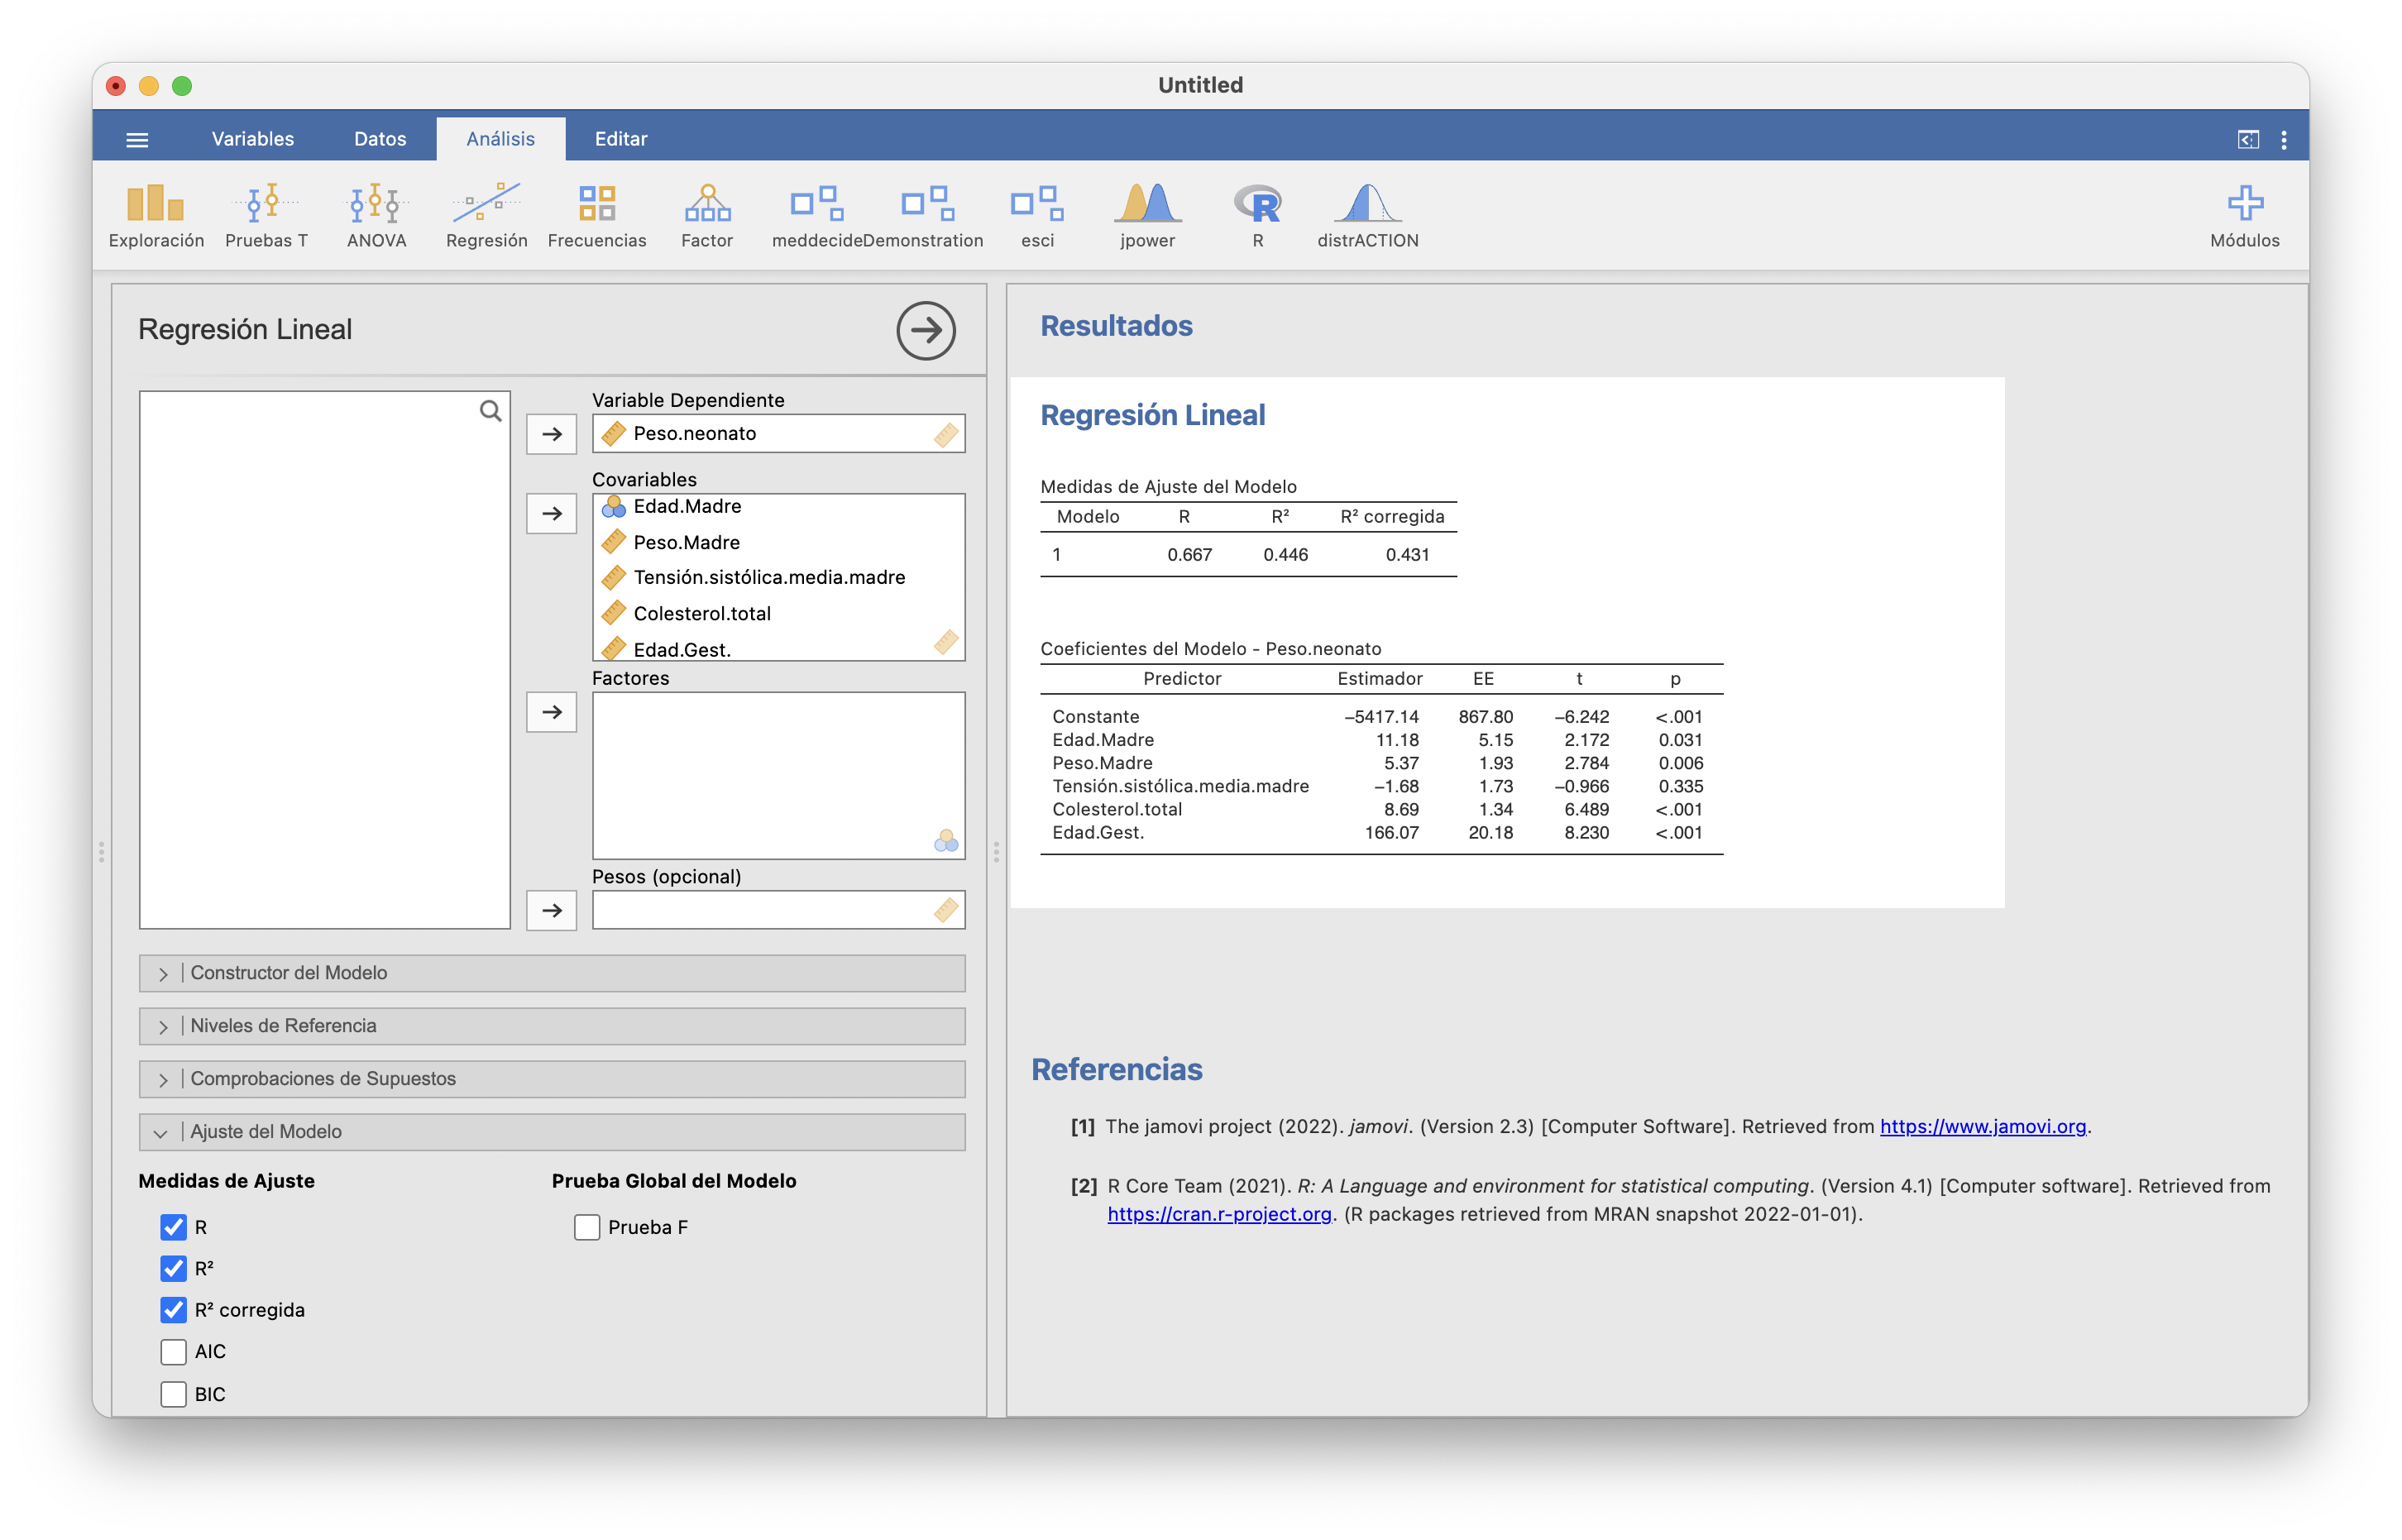 Untitled
Variables Datos Análisis Editar
Exploración Pruebas T ANOVA Regresión Frecuencias Factor meddecide Demonstration esci jpower R distrACTION Módulos
Regresión Lineal
Variable Dependiente
Peso.neonato
Covariables
Edad.Madre
Peso.Madre
Tensión.sistólica.media.madre
Colesterol.total
Edad.Gest.
Factores
Pesos (opcional)
Constructor del Modelo
Niveles de Referencia
Comprobaciones de Supuestos
Ajuste del Modelo
Medidas de Ajuste Prueba Global del Modelo
R Prueba F
R²
R² corregida
AIC
BIC
Resultados
Regresión Lineal
Medidas de Ajuste del Modelo
Modelo R R² R² corregida
1 0.667 0.446 0.431
Coeficientes del Modelo - Peso.neonato
Predictor Estimador EE t p
Constante −5417.14 867.80 −6.242 <.001
Edad.Madre 11.18 5.15 2.172 0.031
Peso.Madre 5.37 1.93 2.784 0.006
Tensión.sistólica.media.madre −1.68 1.73 −0.966 0.335
Colesterol.total 8.69 1.34 6.489 <.001
Edad.Gest. 166.07 20.18 8.230 <.001
Referencias
[1] The jamovi project (2022). jamovi. (Version 2.3) [Computer Software]. Retrieved from https://www.jamovi.org.
[2] R Core Team (2021). R: A Language and environment for statistical computing. (Version 4.1) [Computer software]. Retrieved from
https://cran.r-project.org. (R packages retrieved from MRAN snapshot 2022-01-01).